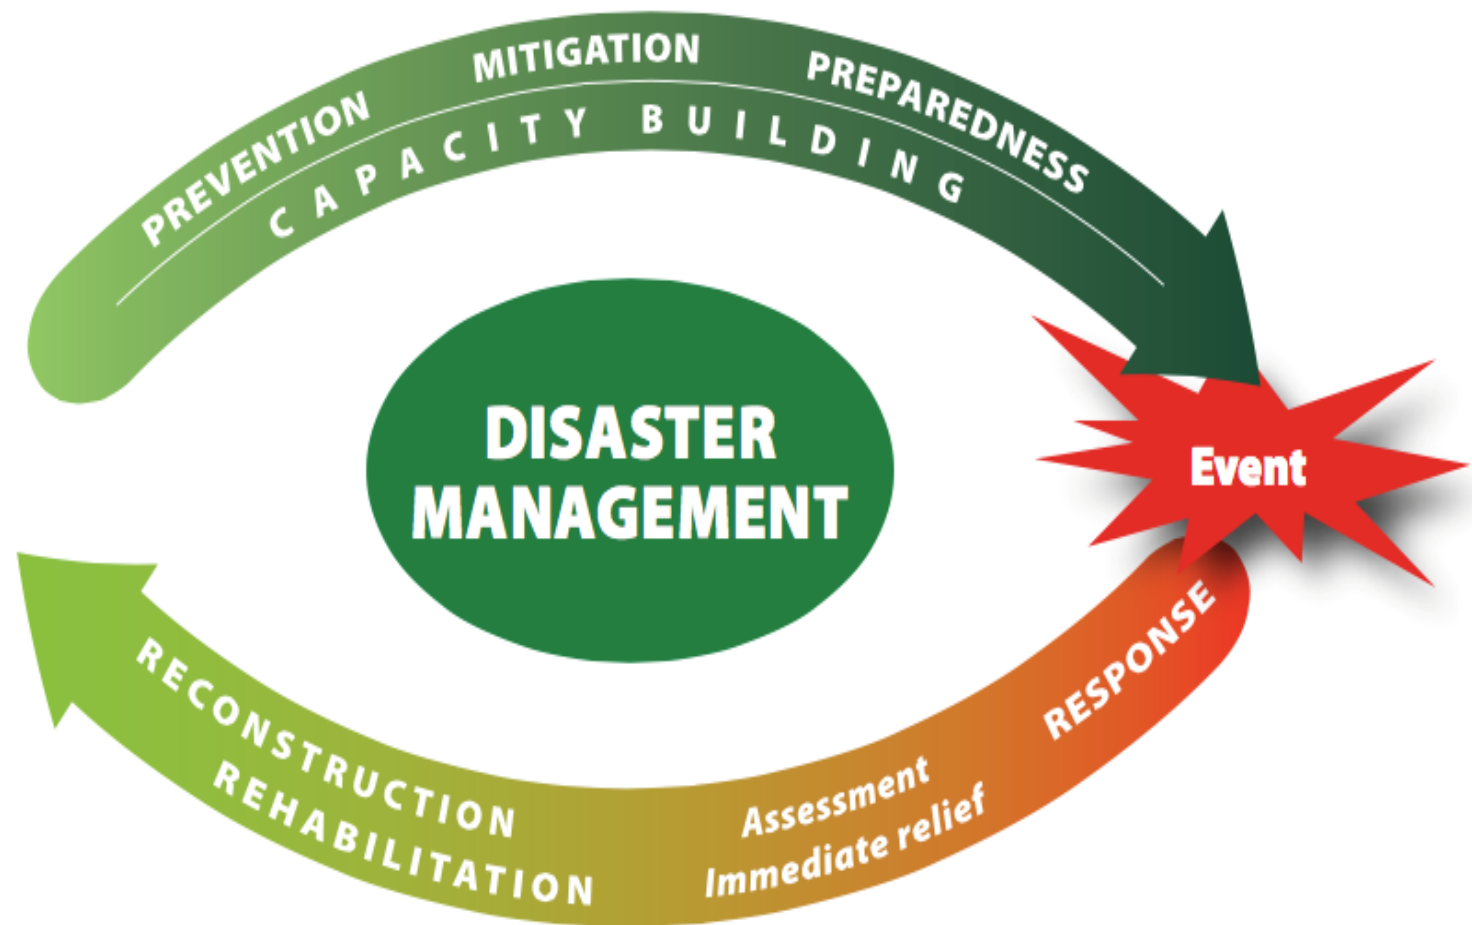 PREVENTION MITIGATION PREPAREDNESS
CAPACITY BUILDING
DISASTER
MANAGEMENT
Event
RESPONSE
Assessment
Immediate relief
RECONSTRUCTION
REHABILITATION